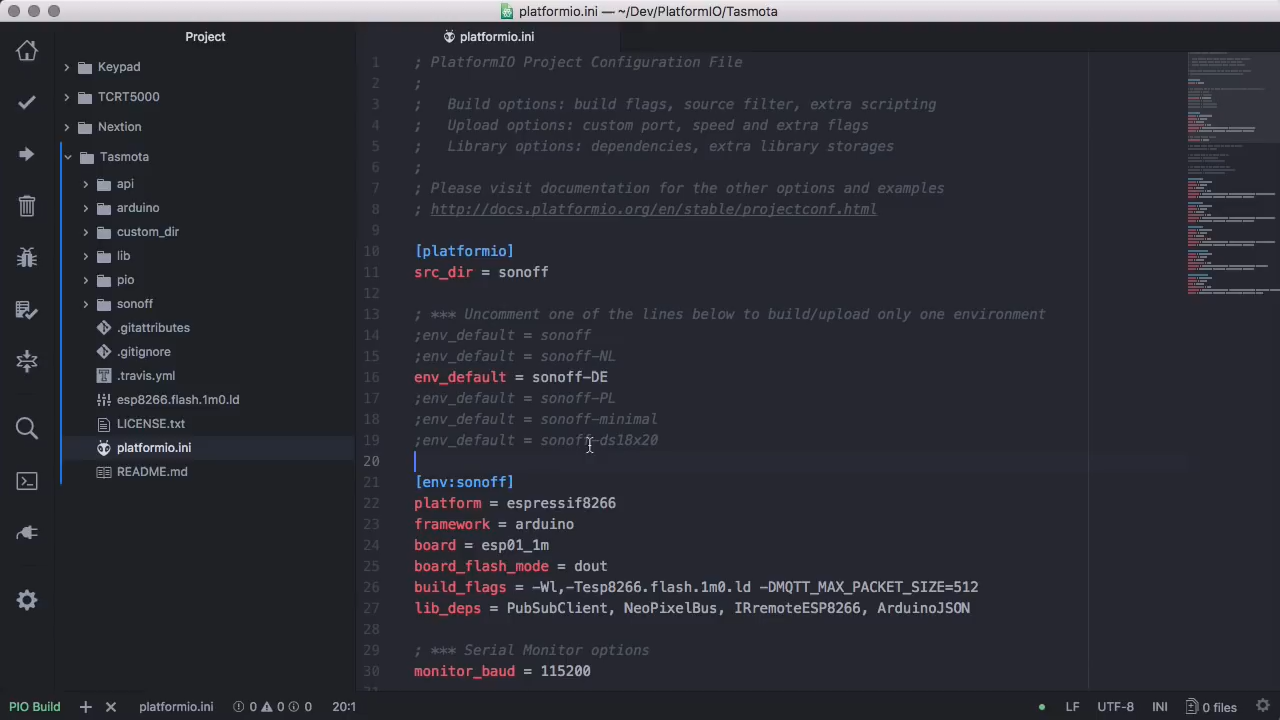 platformio.ini — ~/Dev/PlatformIO/Tasmota
Project
Keypad
TCRT5000
Nextion
Tasmota
api
arduino
custom_dir
lib
pio
sonoff
.gitattributes
.gitignore
.travis.yml
esp8266.flash.1m0.ld
LICENSE.txt
platformio.ini
README.md
platformio.ini
1 ; PlatformIO Project Configuration File
2 ;
3 ;   Build options: build flags, source filter, extra scripting
4 ;   Upload options: custom port, speed and extra flags
5 ;   Library options: dependencies, extra library storages
6 ;
7 ; Please visit documentation for the other options and examples
8 ; http://docs.platformio.org/en/stable/projectconf.html
9
10 [platformio]
11 src_dir = sonoff
12
13 ; *** Uncomment one of the lines below to build/upload only one environment
14 ;env_default = sonoff
15 ;env_default = sonoff-NL
16 env_default = sonoff-DE
17 ;env_default = sonoff-PL
18 ;env_default = sonoff-minimal
19 ;env_default = sonoff-ds18x20
20
21 [env:sonoff]
22 platform = espressif8266
23 framework = arduino
24 board = esp01_1m
25 board_flash_mode = dout
26 build_flags = -Wl,-Tesp8266.flash.1m0.ld -DMQTT_MAX_PACKET_SIZE=512
27 lib_deps = PubSubClient, NeoPixelBus, IRremoteESP8266, ArduinoJSON
28
29 ; *** Serial Monitor options
30 monitor_baud = 115200
PIO Build + × platformio.ini 0 0 0 20:1 LF UTF-8 INI 0 files